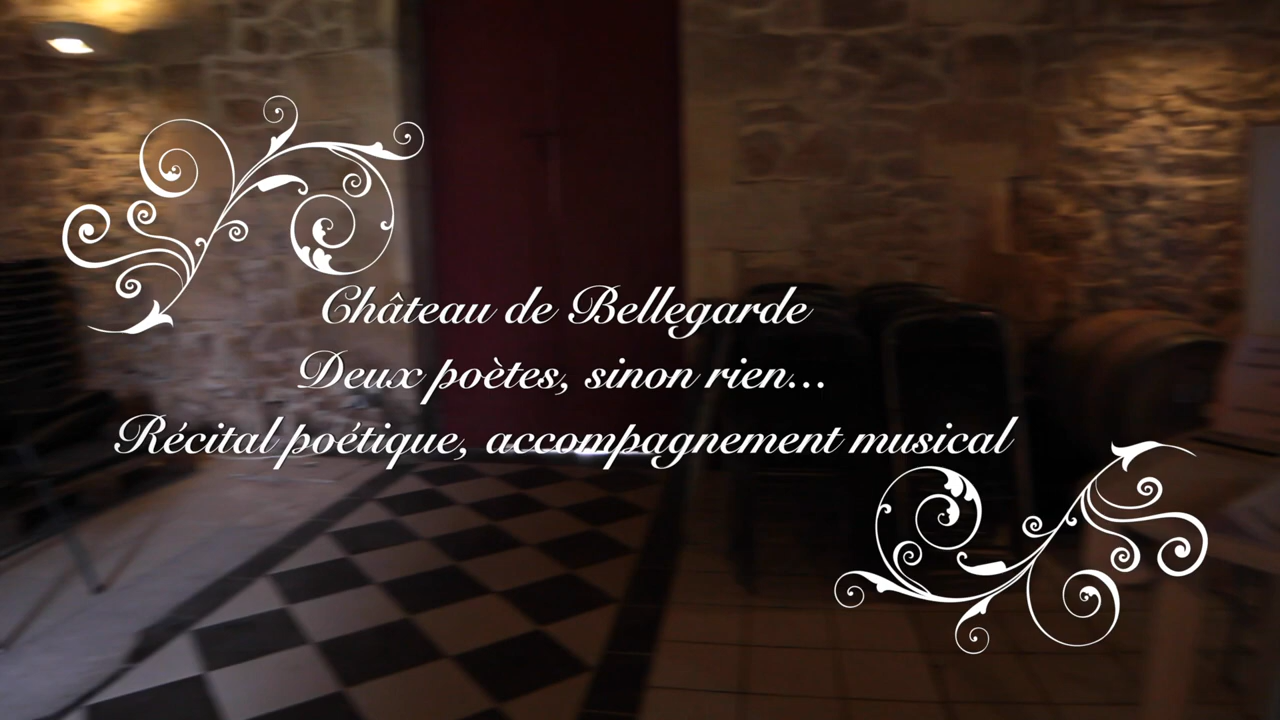 Château de Bellegarde
Deux poètes, sinon rien...
Récital poétique, accompagnement musical